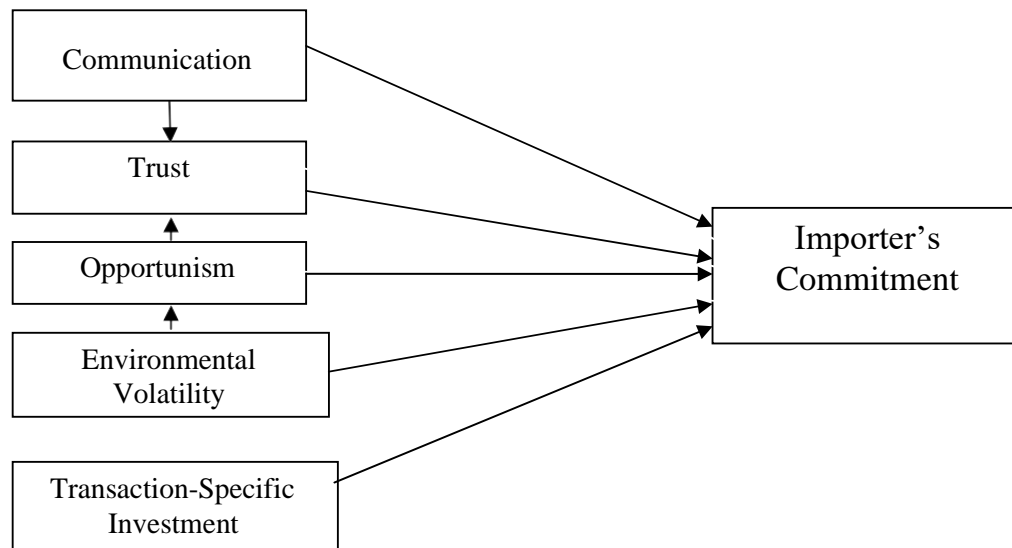 Communication
Trust
Opportunism
Environmental
Volatility
Transaction-Specific
Investment
Importer’s
Commitment